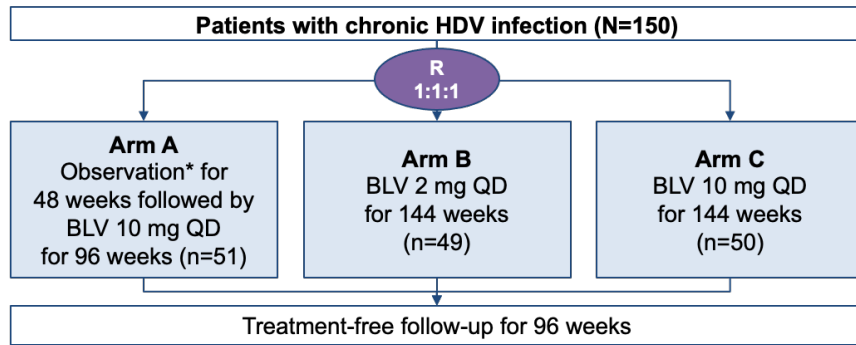 Patients with chronic HDV infection (N=150)
R
1:1:1
Arm A
Observation* for
48 weeks followed by
BLV 10 mg QD
for 96 weeks (n=51)
Arm B
BLV 2 mg QD
for 144 weeks
(n=49)
Arm C
BLV 10 mg QD
for 144 weeks
(n=50)
Treatment-free follow-up for 96 weeks